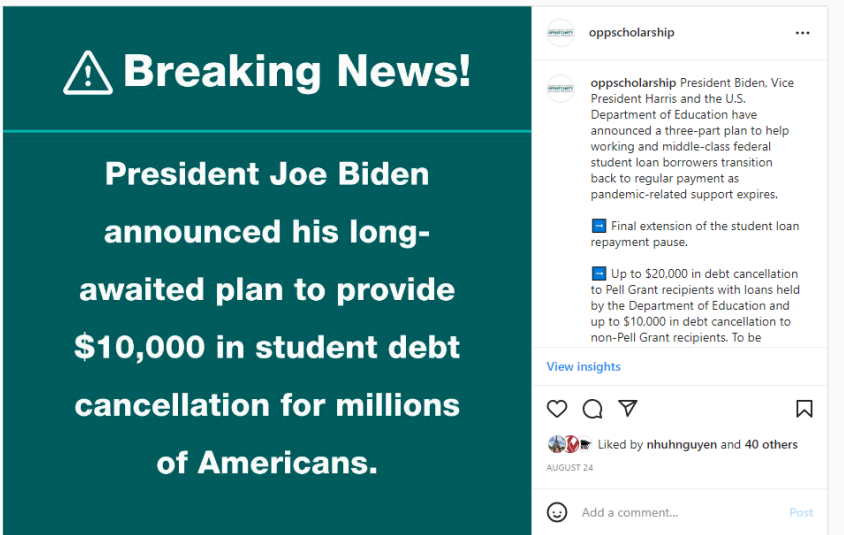 Breaking News!
President Joe Biden
announced his long-
awaited plan to provide
$10,000 in student debt
cancellation for millions
of Americans.
oppscholarship
oppscholarship President Biden, Vice
President Harris and the U.S.
Department of Education have
announced a three-part plan to help
working and middle-class federal
student loan borrowers transition
back to regular payment as
pandemic-related support expires.
➡ Final extension of the student loan
repayment pause.
➡ Up to $20,000 in debt cancellation
to Pell Grant recipients with loans held
by the Department of Education and
up to $10,000 in debt cancellation to
non-Pell Grant recipients. To be
View insights
Liked by nhuhnguyen and 40 others
AUGUST 24
Add a comment...
Post